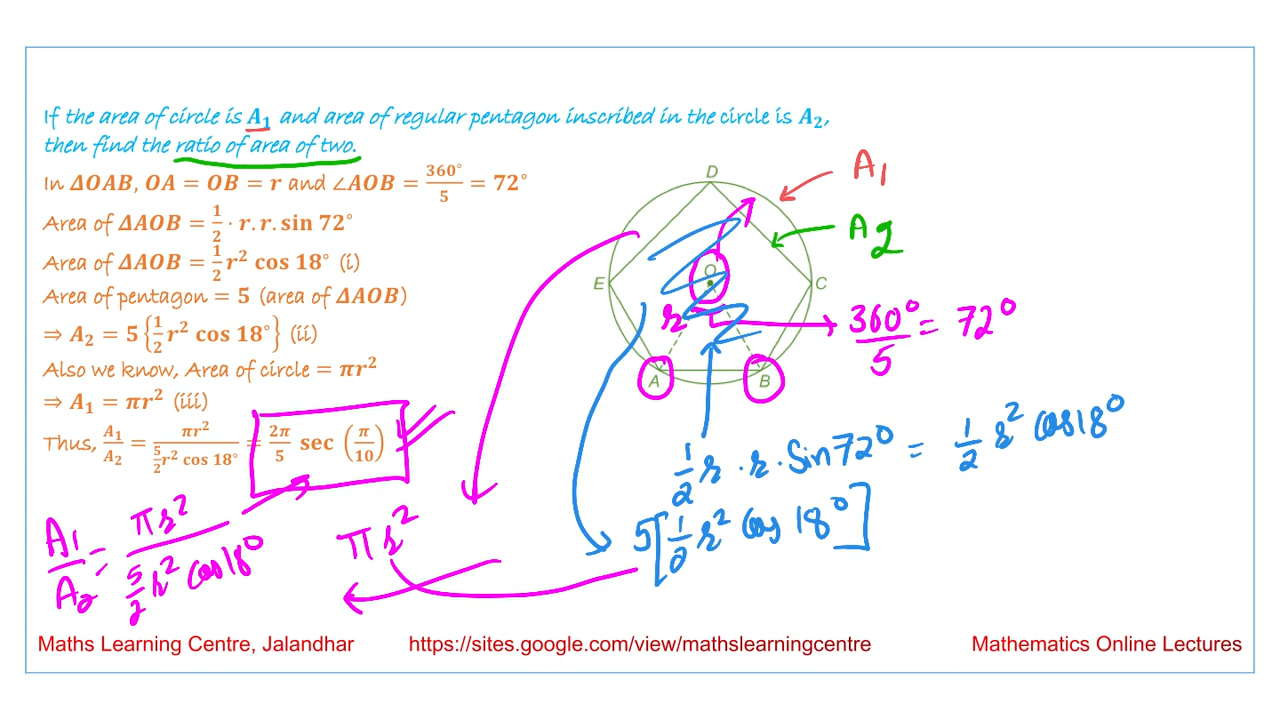 If the area of circle is A₁ and area of regular pentagon inscribed in the circle is A₂,
then find the ratio of area of two.
In ΔOAB, OA = OB = r and ∠AOB = 360°/5 = 72°
Area of ΔAOB = 1/2 · r.r. sin 72°
Area of ΔAOB = 1/2 r² cos 18° (i)
Area of pentagon = 5 (area of ΔAOB)
⇒ A₂ = 5 {1/2 r² cos 18°} (ii)
Also we know, Area of circle = πr²
⇒ A₁ = πr² (iii)
Thus, A₁/A₂ = πr²/(5/2 r² cos 18°) = 2π/5 sec (π/10)
D
A₁
A2
E
O
C
r
360°/5 = 72°
A
B
1/2 r · r · Sin72° = 1/2 r² cos18°
5[1/2 r² cos 18°]
πr²
A₁/A₂ = πr²/(5/2 r² cos18°)
Maths Learning Centre, Jalandhar
https://sites.google.com/view/mathslearningcentre
Mathematics Online Lectures